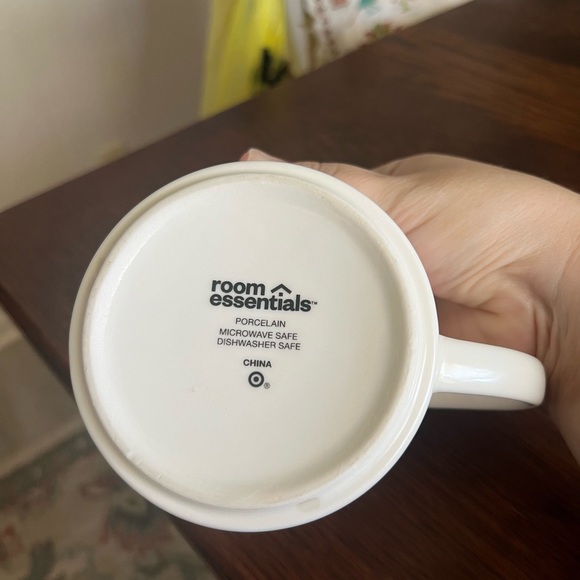 room
essentials™
PORCELAIN
MICROWAVE SAFE
DISHWASHER SAFE
CHINA
®